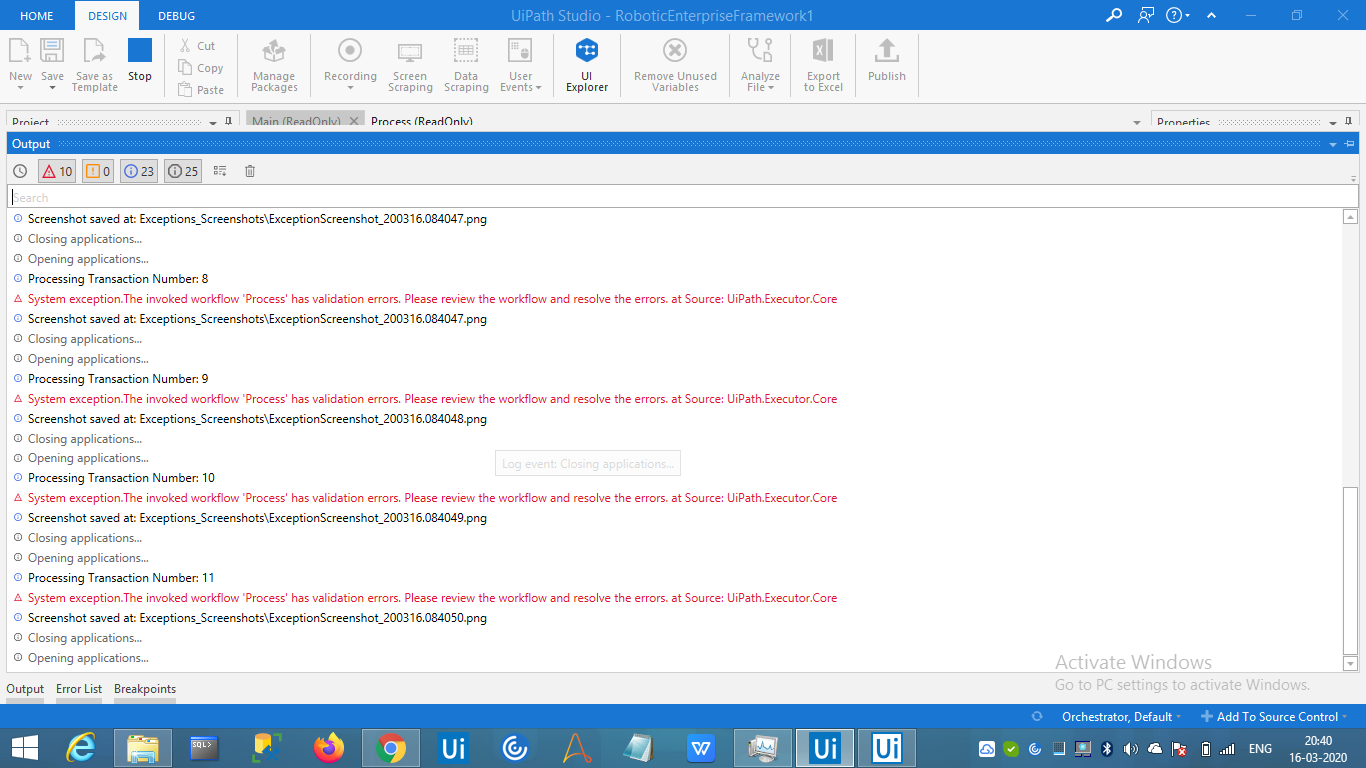 HOME DESIGN DEBUG UiPath Studio - RoboticEnterpriseFramework1
New Save Save as Template Stop Cut Copy Paste Manage Packages Recording Screen Scraping Data Scraping User Events UI Explorer Remove Unused Variables Analyze File Export to Excel Publish
Project Main (ReadOnly) Process (ReadOnly) Properties
Output
10 0 23 25
Search
Screenshot saved at: Exceptions_Screenshots\ExceptionScreenshot_200316.084047.png
Closing applications...
Opening applications...
Processing Transaction Number: 8
System exception.The invoked workflow 'Process' has validation errors. Please review the workflow and resolve the errors. at Source: UiPath.Executor.Core
Screenshot saved at: Exceptions_Screenshots\ExceptionScreenshot_200316.084047.png
Closing applications...
Opening applications...
Processing Transaction Number: 9
System exception.The invoked workflow 'Process' has validation errors. Please review the workflow and resolve the errors. at Source: UiPath.Executor.Core
Screenshot saved at: Exceptions_Screenshots\ExceptionScreenshot_200316.084048.png
Closing applications...
Opening applications...
Log event: Closing applications...
Processing Transaction Number: 10
System exception.The invoked workflow 'Process' has validation errors. Please review the workflow and resolve the errors. at Source: UiPath.Executor.Core
Screenshot saved at: Exceptions_Screenshots\ExceptionScreenshot_200316.084049.png
Closing applications...
Opening applications...
Processing Transaction Number: 11
System exception.The invoked workflow 'Process' has validation errors. Please review the workflow and resolve the errors. at Source: UiPath.Executor.Core
Screenshot saved at: Exceptions_Screenshots\ExceptionScreenshot_200316.084050.png
Closing applications...
Opening applications...
Activate Windows
Go to PC settings to activate Windows.
Output Error List Breakpoints
Orchestrator, Default Add To Source Control
SQL> Ui W Ui Ui ENG 20:40
16-03-2020